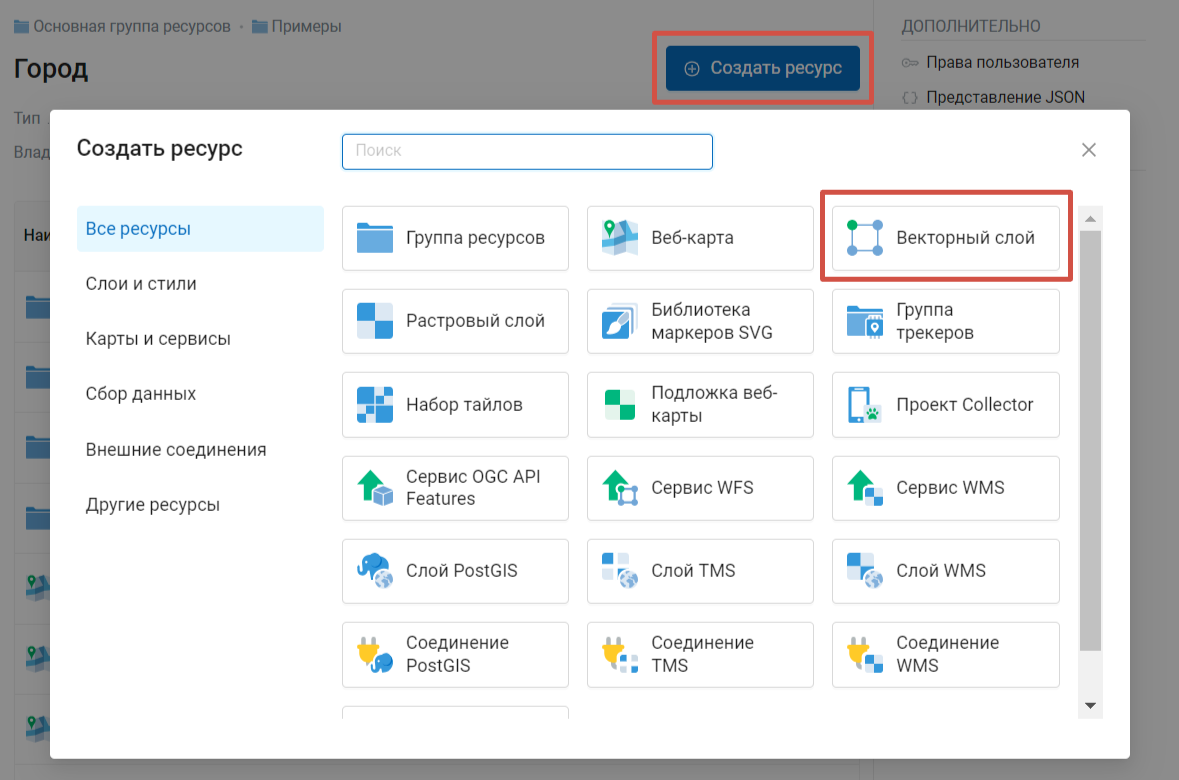 Основная группа ресурсов · Примеры
Город
Создать ресурс
ДОПОЛНИТЕЛЬНО
Права пользователя
Представление JSON
Тип
Создать ресурс
Поиск
Все ресурсы
Слои и стили
Карты и сервисы
Сбор данных
Внешние соединения
Другие ресурсы
Группа ресурсов
Веб-карта
Векторный слой
Растровый слой
Библиотека
маркеров SVG
Группа
трекеров
Набор тайлов
Подложка веб-
карты
Проект Collector
Сервис OGC API
Features
Сервис WFS
Сервис WMS
Слой PostGIS
Слой TMS
Слой WMS
Соединение
PostGIS
Соединение
TMS
Соединение
WMS